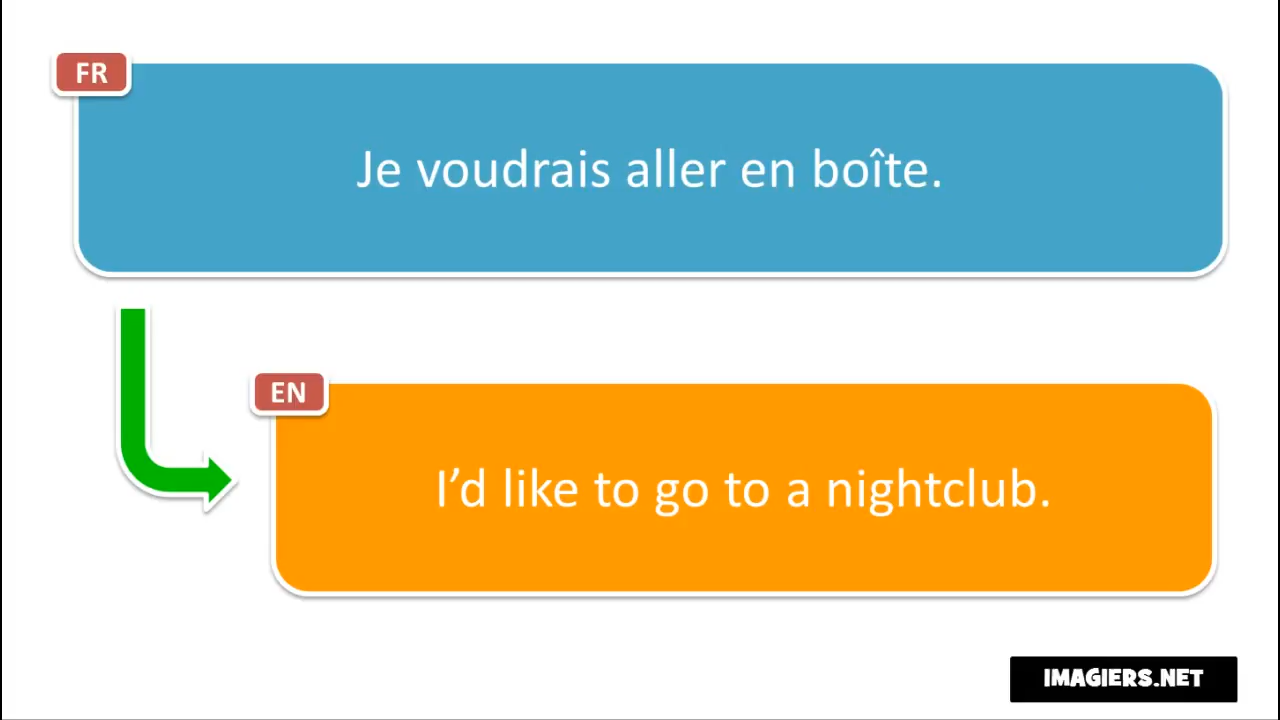 FR
Je voudrais aller en boîte.
EN
I’d like to go to a nightclub.
IMAGIERS.NET